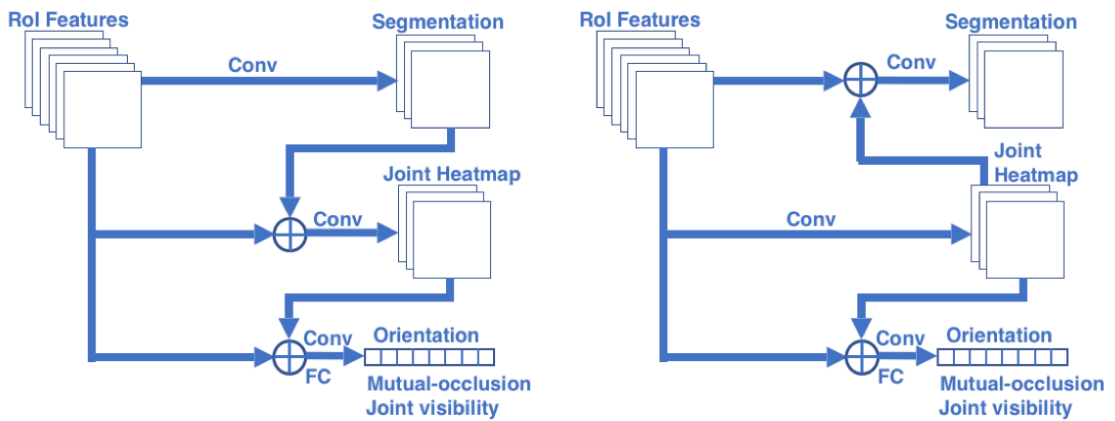 RoI Features
Segmentation
Conv
Joint Heatmap
Conv
Conv
FC
Orientation
Mutual-occlusion
Joint visibility
RoI Features
Segmentation
Conv
Joint
Heatmap
Conv
Conv
FC
Orientation
Mutual-occlusion
Joint visibility